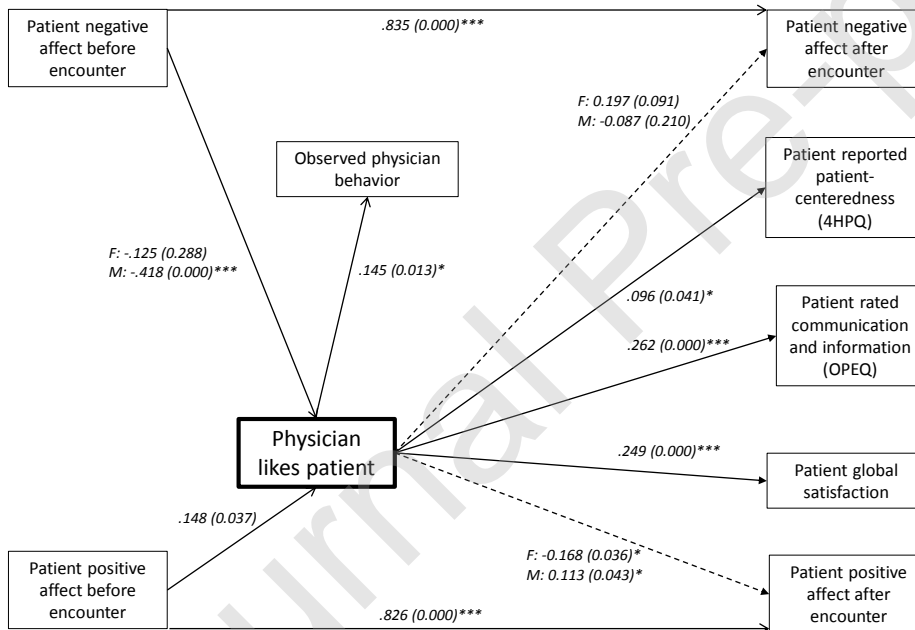 Patient negative
affect before
encounter
.835 (0.000)***
Patient negative
affect after
encounter
F: 0.197 (0.091)
M: -0.087 (0.210)
Observed physician
behavior
Patient reported
patient-
centeredness
(4HPQ)
F: -.125 (0.288)
M: -.418 (0.000)***
.145 (0.013)*
.096 (0.041)*
Patient rated
communication
and information
(OPEQ)
.262 (0.000)***
Physician
likes patient
.249 (0.000)***
Patient global
satisfaction
.148 (0.037)
Patient positive
affect before
encounter
F: -0.168 (0.036)*
M: 0.113 (0.043)*
Patient positive
affect after
encounter
.826 (0.000)***
urnal Pre-p